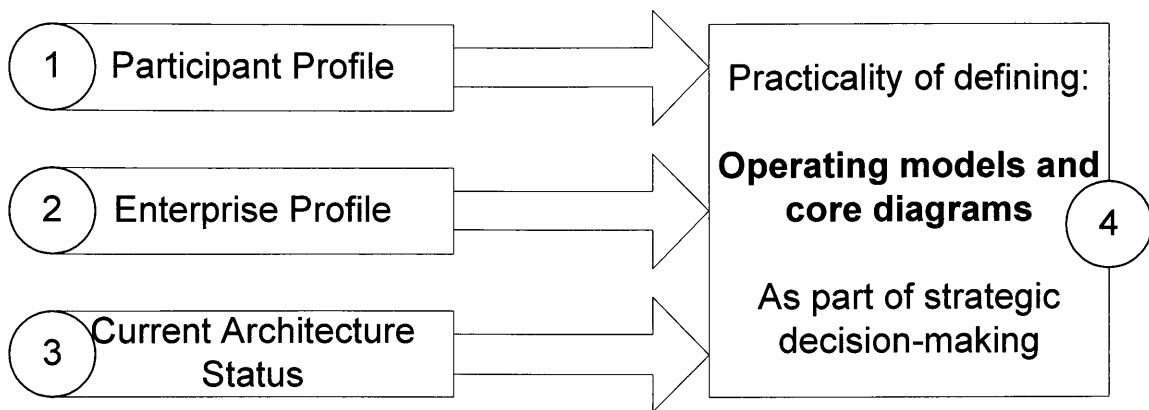 1 Participant Profile
2 Enterprise Profile
3 Current Architecture
Status
Practicality of defining:
Operating models and
core diagrams
4
As part of strategic
decision-making